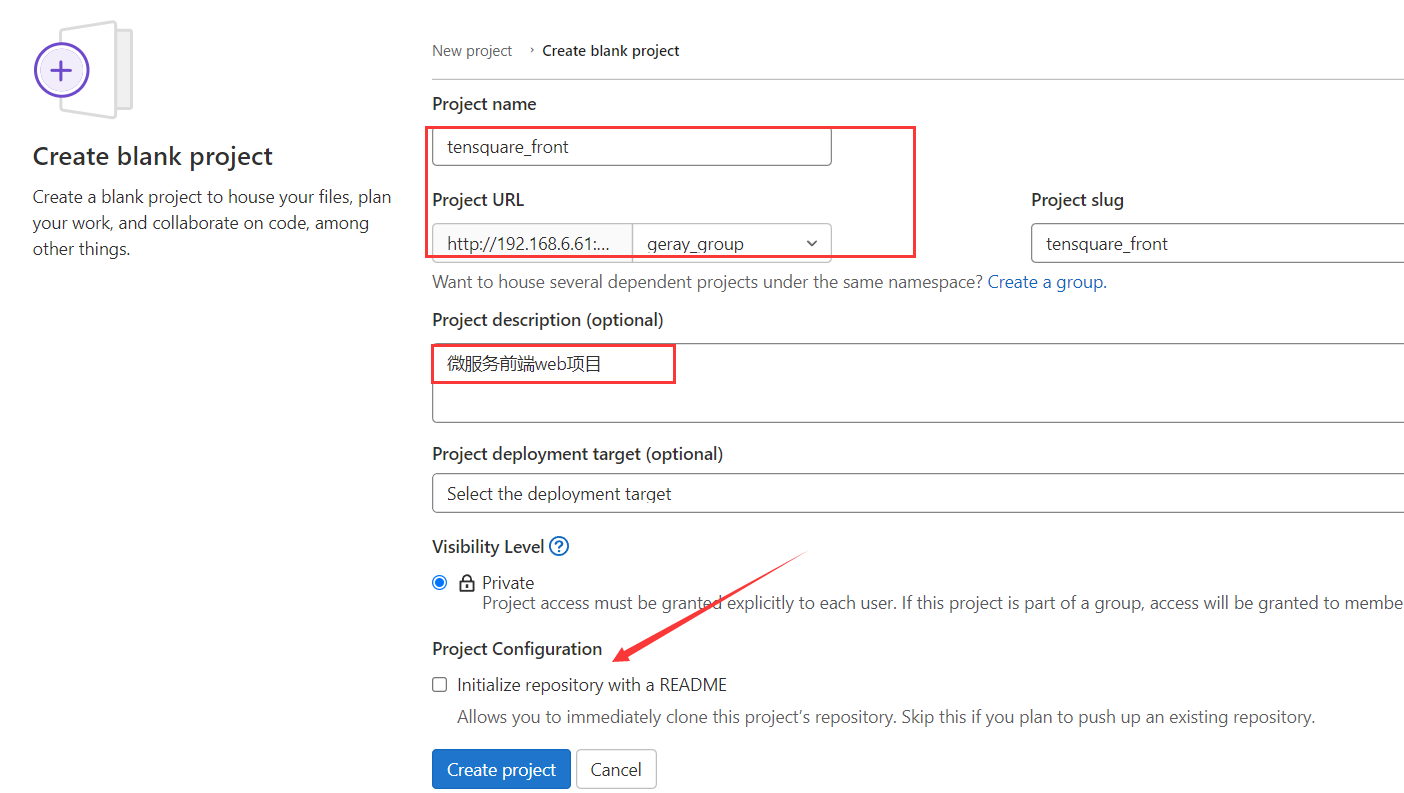 New project › Create blank project
Create blank project
Create a blank project to house your files, plan
your work, and collaborate on code, among
other things.
Project name
tensquare_front
Project URL
http://192.168.6.61:...
geray_group
Project slug
tensquare_front
Want to house several dependent projects under the same namespace? Create a group.
Project description (optional)
微服务前端web项目
Project deployment target (optional)
Select the deployment target
Visibility Level ?
Private
Project access must be granted explicitly to each user. If this project is part of a group, access will be granted to membe
Project Configuration
Initialize repository with a README
Allows you to immediately clone this project's repository. Skip this if you plan to push up an existing repository.
Create project
Cancel